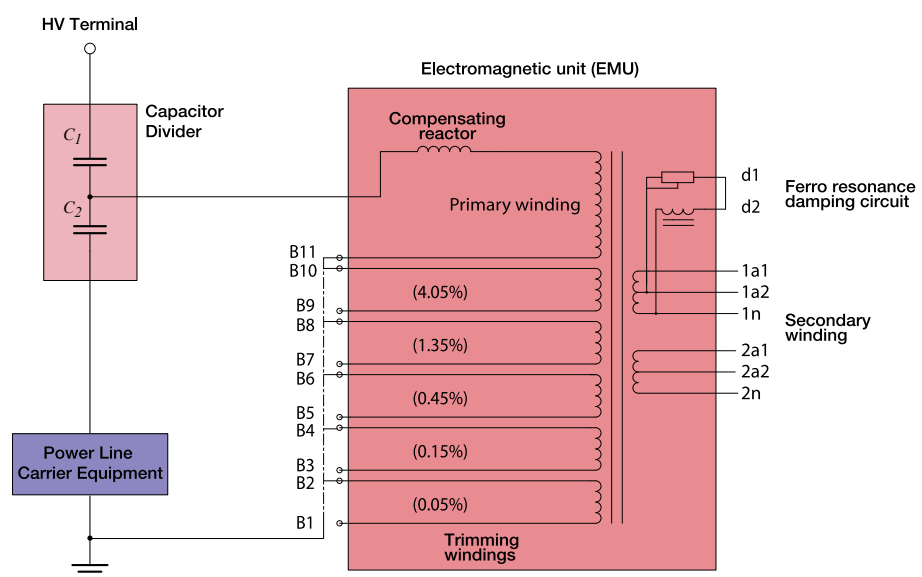 HV Terminal
Electromagnetic unit (EMU)
Capacitor
Divider
C1
C2
Compensating
reactor
Primary winding
d1
d2
Ferro resonance
damping circuit
B11
B10
(4.05%)
B9
B8
(1.35%)
B7
B6
(0.45%)
B5
B4
(0.15%)
B3
B2
(0.05%)
B1
1a1
1a2
1n
Secondary
winding
2a1
2a2
2n
Power Line
Carrier Equipment
Trimming
windings